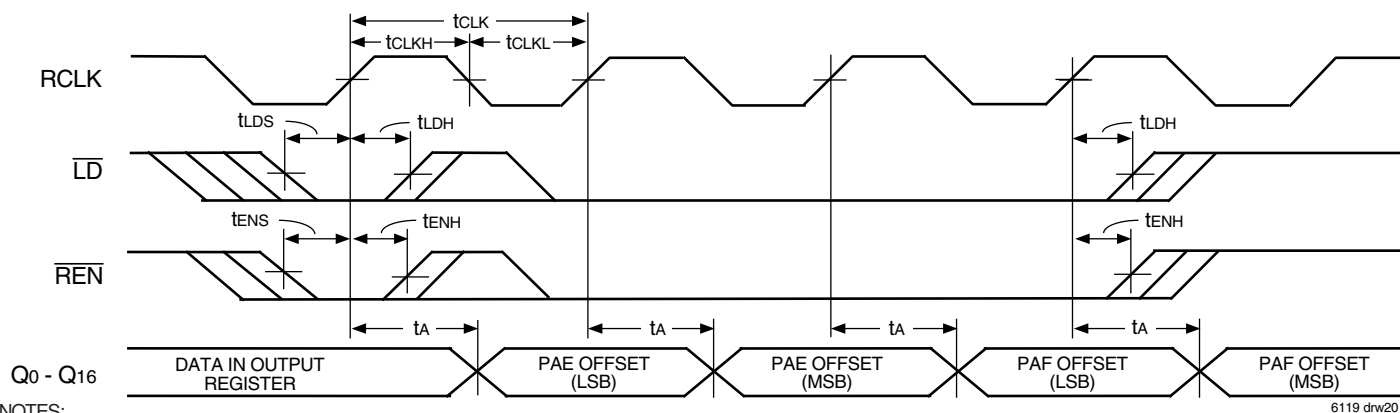 tCLK
tCLKH tCLKL
RCLK
tLDS tLDH tLDH
LD
tENS tENH tENH
REN
tA tA tA tA
Q0 - Q16
DATA IN OUTPUT
REGISTER
PAE OFFSET
(LSB)
PAE OFFSET
(MSB)
PAF OFFSET
(LSB)
PAF OFFSET
(MSB)
NOTES:
6119 drw20